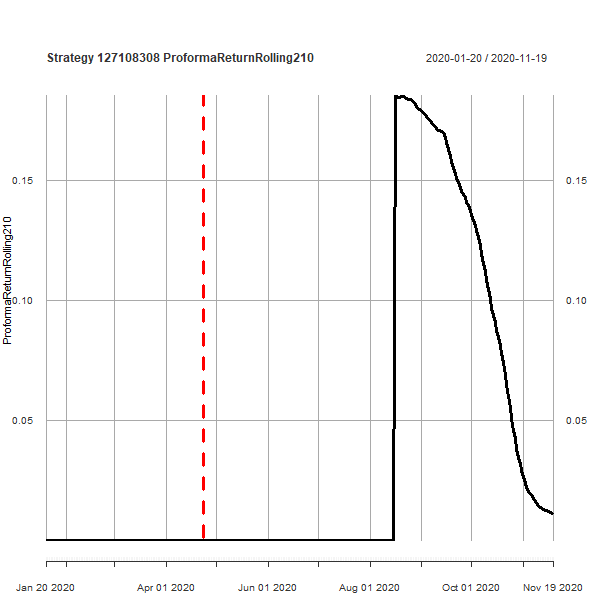 Strategy 127108308 ProformaReturnRolling210
2020-01-20 / 2020-11-19
ProformaReturnRolling210
0.15
0.15
0.10
0.10
0.05
0.05
Jan 20 2020
Apr 01 2020
Jun 01 2020
Aug 01 2020
Oct 01 2020
Nov 19 2020